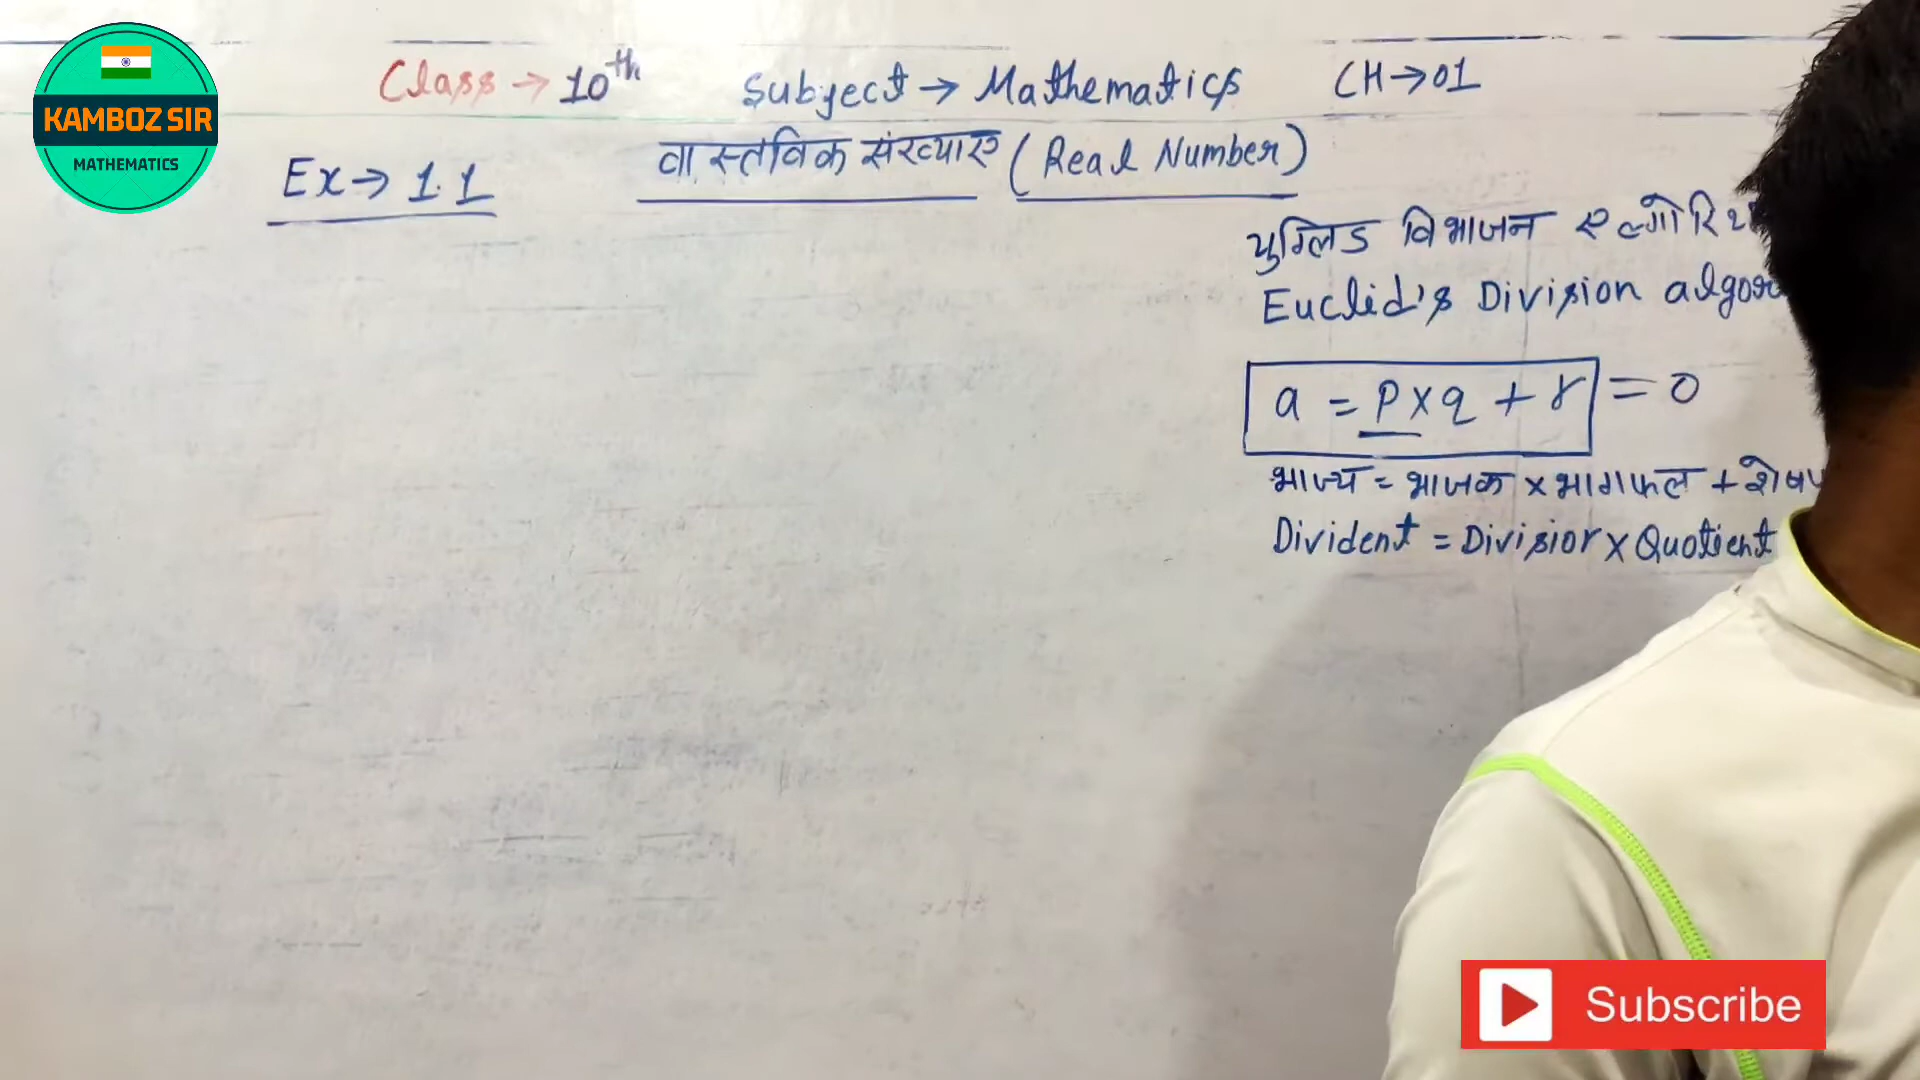 KAMBOZ SIR
MATHEMATICS
Class → 10th Subject → Mathematics CH → 01
वास्तविक संख्याए (Real Number)
Ex → 1.1
युग्लिड विभाजन
Euclid's Division
a = p x q + r = 0
भाज्य = भाजक x भागफल +
Divident = Divisior x Quotient
Subscribe